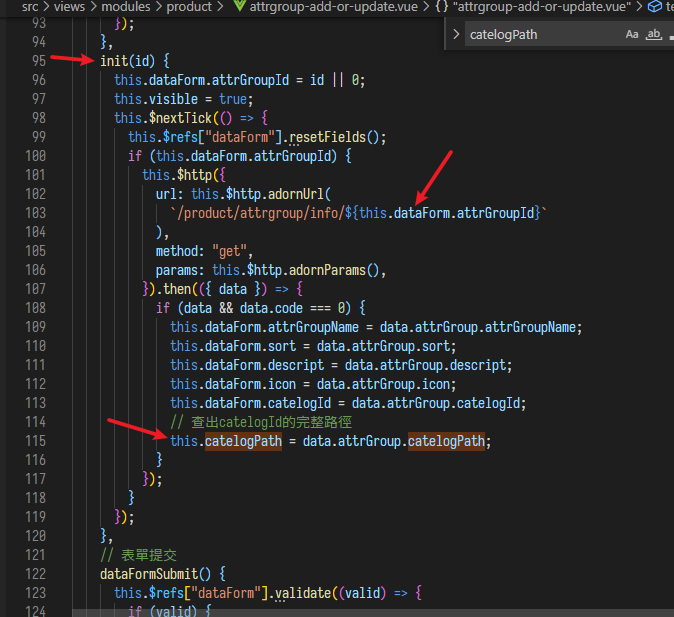 src > views > modules > product > attrgroup-add-or-update.vue > {} "attrgroup-add-or-update.vue" > te
catelogPath Aa ab
93 });
94 },
95 init(id) {
96 this.dataForm.attrGroupId = id || 0;
97 this.visible = true;
98 this.$nextTick(() => {
99 this.$refs["dataForm"].resetFields();
100 if (this.dataForm.attrGroupId) {
101 this.$http({
102 url: this.$http.adornUrl(
103 `/product/attrgroup/info/${this.dataForm.attrGroupId}`
104 ),
105 method: "get",
106 params: this.$http.adornParams(),
107 }).then(({ data }) => {
108 if (data && data.code === 0) {
109 this.dataForm.attrGroupName = data.attrGroup.attrGroupName;
110 this.dataForm.sort = data.attrGroup.sort;
111 this.dataForm.descript = data.attrGroup.descript;
112 this.dataForm.icon = data.attrGroup.icon;
113 this.dataForm.catelogId = data.attrGroup.catelogId;
114 // 查出catelogId的完整路徑
115 this.catelogPath = data.attrGroup.catelogPath;
116 }
117 });
118 }
119 });
120 },
121 // 表單提交
122 dataFormSubmit() {
123 this.$refs["dataForm"].validate((valid) => {
124 if (valid) {